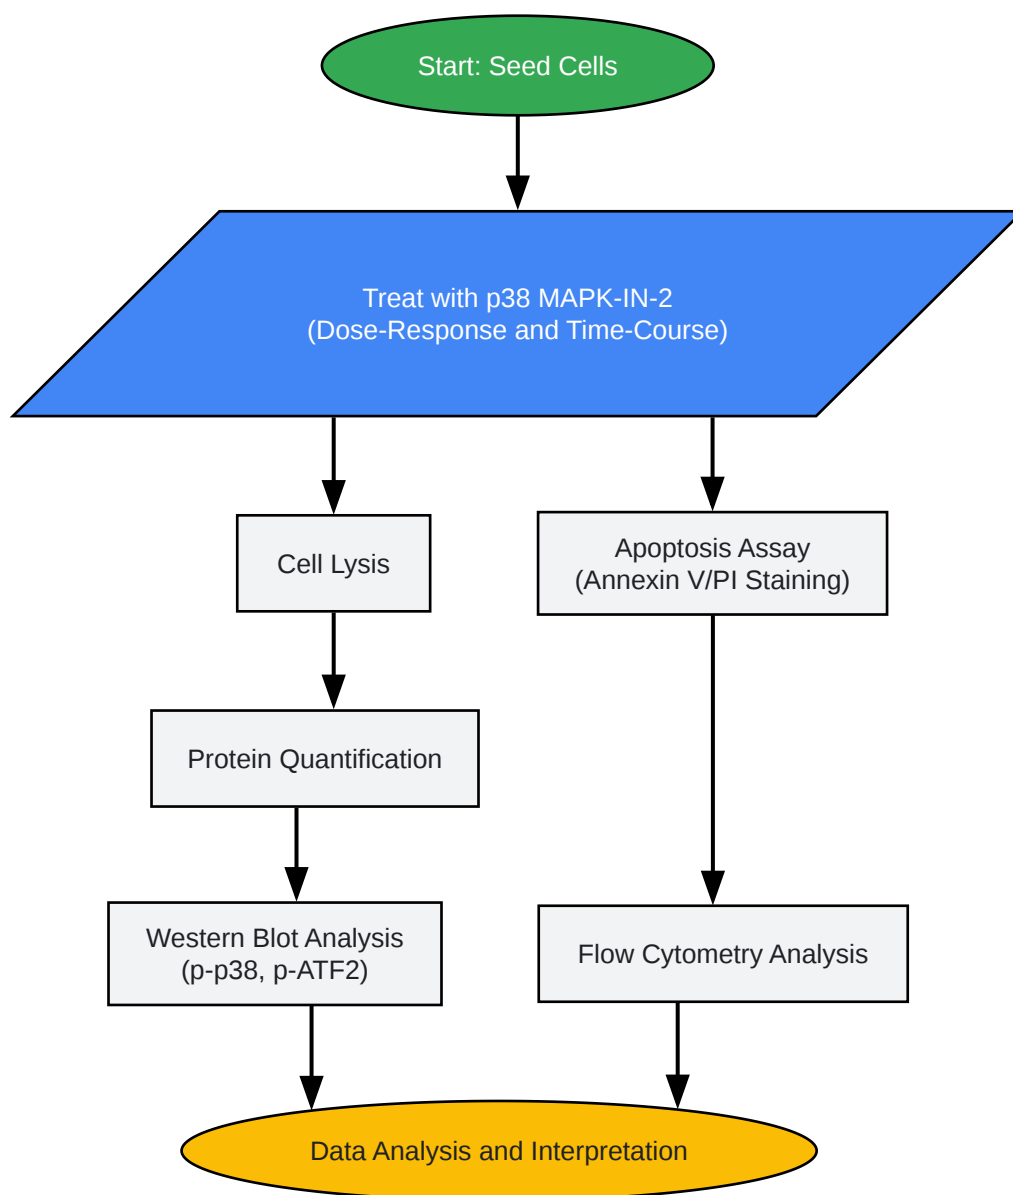 Start: Seed Cells
Treat with p38 MAPK-IN-2
(Dose-Response and Time-Course)
Cell Lysis
Apoptosis Assay
(Annexin V/PI Staining)
Protein Quantification
Western Blot Analysis
(p-p38, p-ATF2)
Flow Cytometry Analysis
Data Analysis and Interpretation